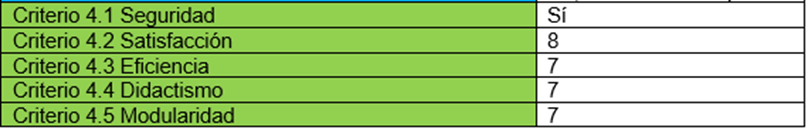 Criterio 4.1 Seguridad Sí
Criterio 4.2 Satisfacción 8
Criterio 4.3 Eficiencia 7
Criterio 4.4 Didactismo 7
Criterio 4.5 Modularidad 7